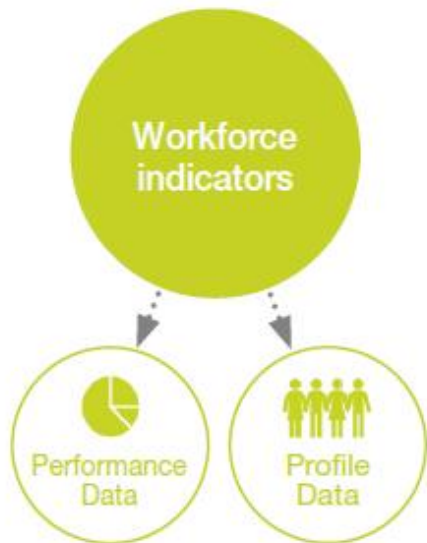 Workforce
indicators
Performance
Data
Profile
Data